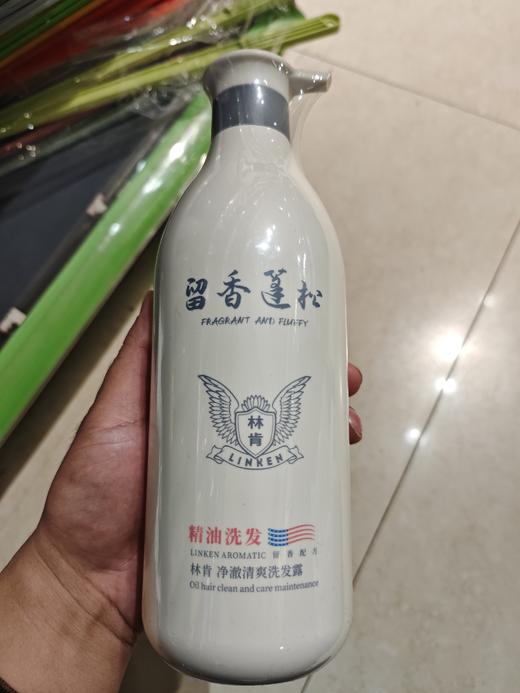 留香蓬松
FRAGRANT AND FLUFFY
林肯
LINKEN
精油洗发
LINKEN AROMATIC 留香配方
林肯 净澈清爽洗发露
Oil hair clean and care maintenance